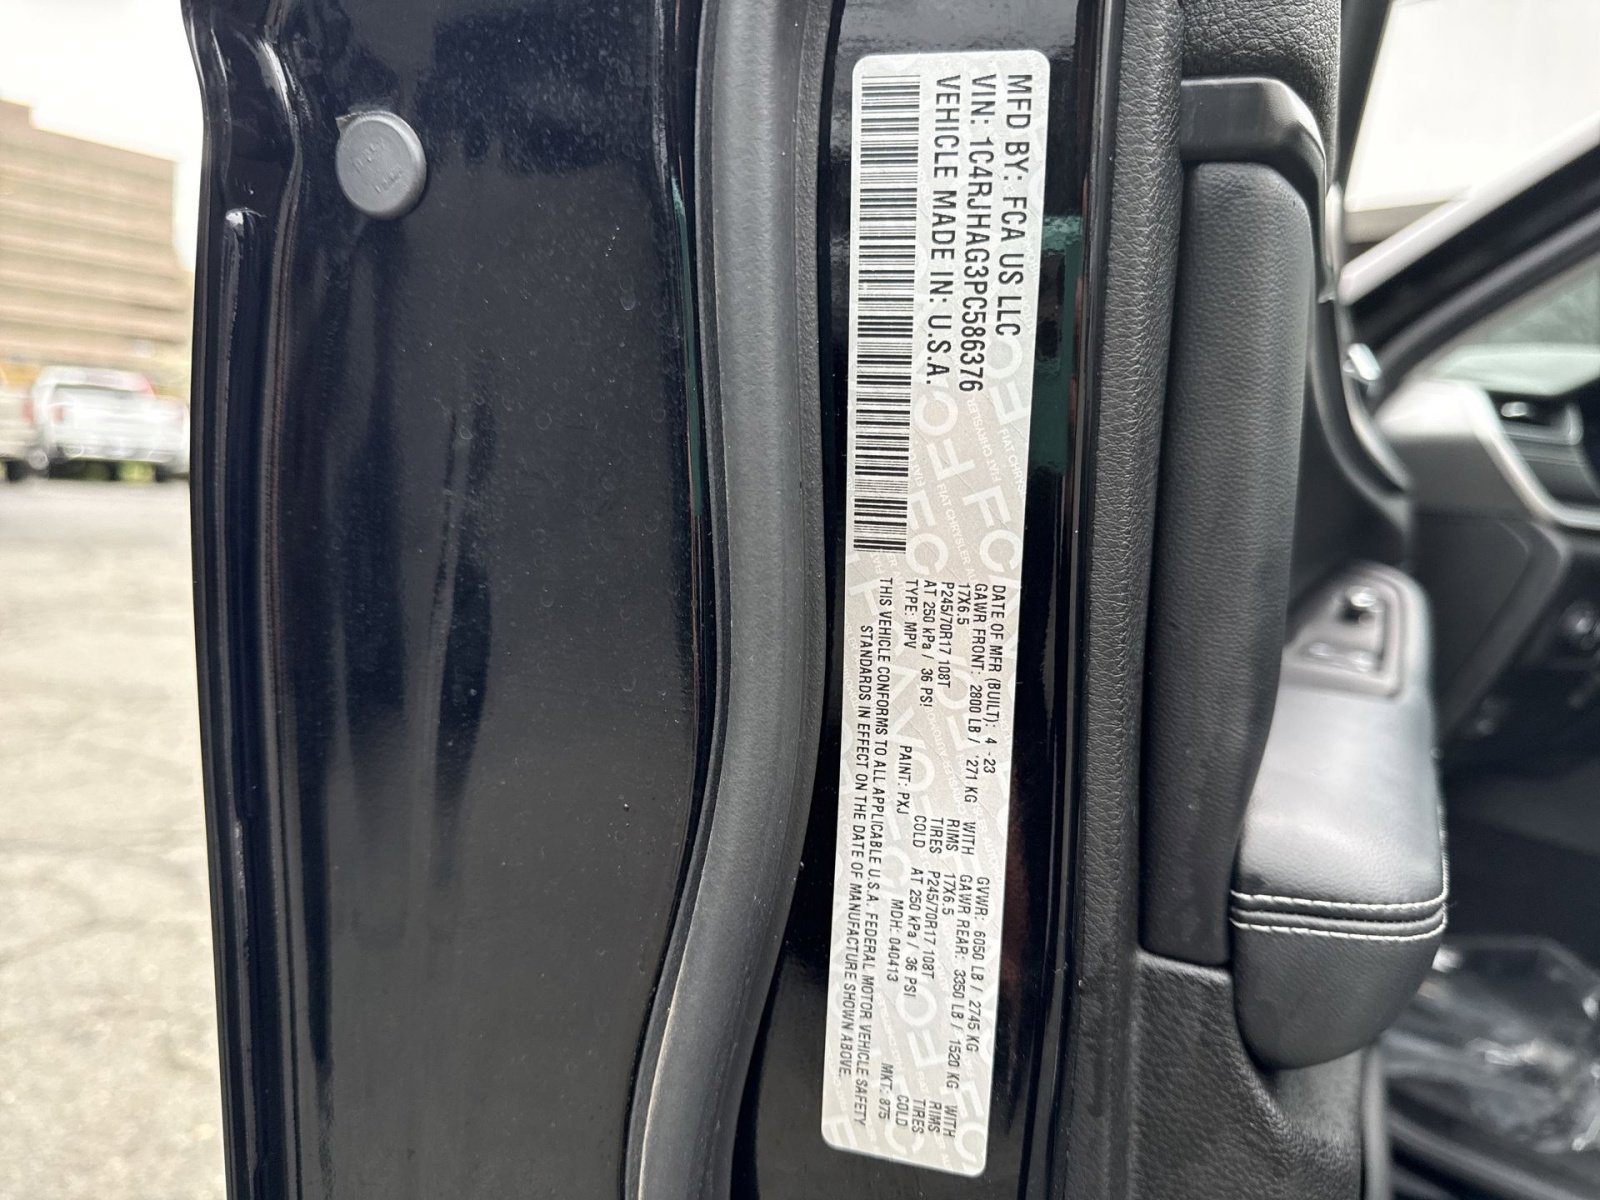 MFD BY: FCA US LLC
VIN: 1C4RJHAG3PC586376
VEHICLE MADE IN: U.S.A.
DATE OF MFR (BUILT): 4 -23 GVWR: 6050 LB / 2745 KG
GAWR FRONT: 2800 LB / '271 KG WITH GAWR REAR: 3350 LB / 1520 KG WITH
17X6.5 RIMS 17X6.5 RIMS
P245/70R17 108T TIRES P245/70R17 108T TIRES
AT 250 kPa / 36 PSI COLD AT 250 kPa / 36 PSI COLD
TYPE: MPV PAINT: PXJ MDH: 040413 MKT: 875
THIS VEHICLE CONFORMS TO ALL APPLICABLE U.S.A. FEDERAL MOTOR VEHICLE SAFETY
STANDARDS IN EFFECT ON THE DATE OF MANUFACTURE SHOWN ABOVE.